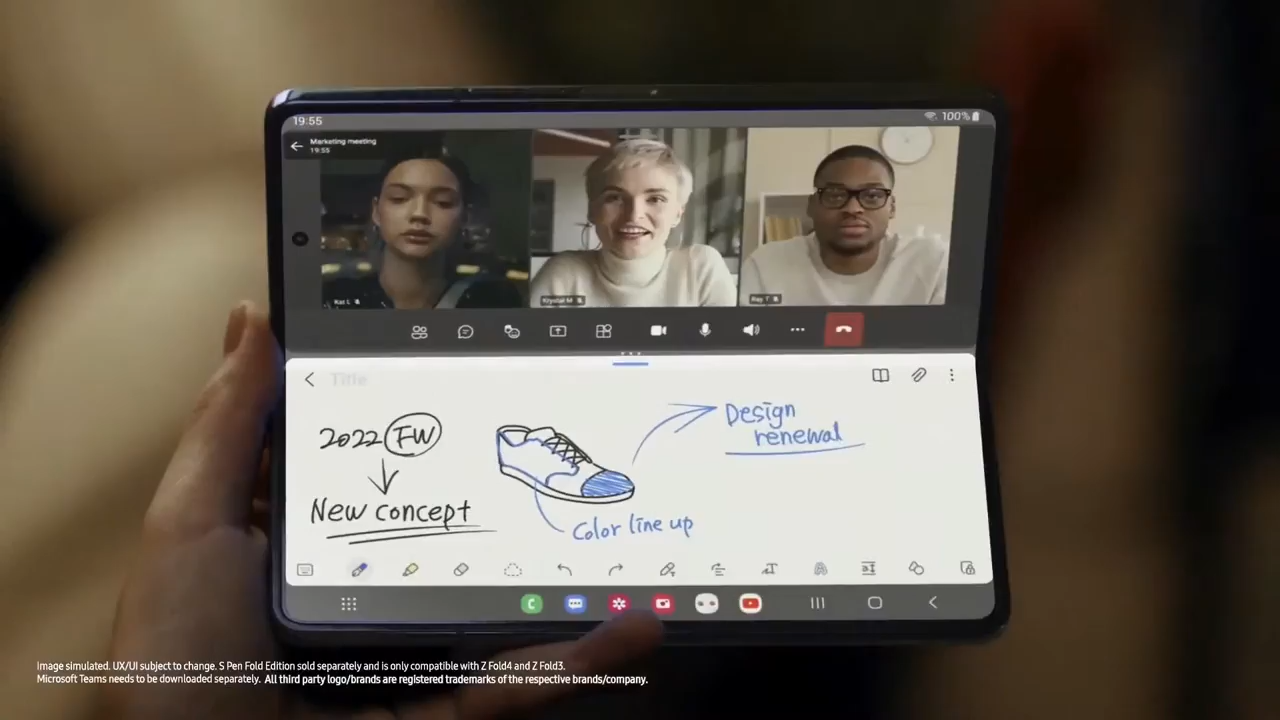 19:55
100%
Marketing meeting
19:55
Kat L
Krystal M
Ray T
Title
2022 FW
New concept
Design
renewal
Color line up
Image simulated. UX/UI subject to change. S Pen Fold Edition sold separately and is only compatible with Z Fold4 and Z Fold3.
Microsoft Teams needs to be downloaded separately. All third party logo/brands are registered trademarks of the respective brands/company.